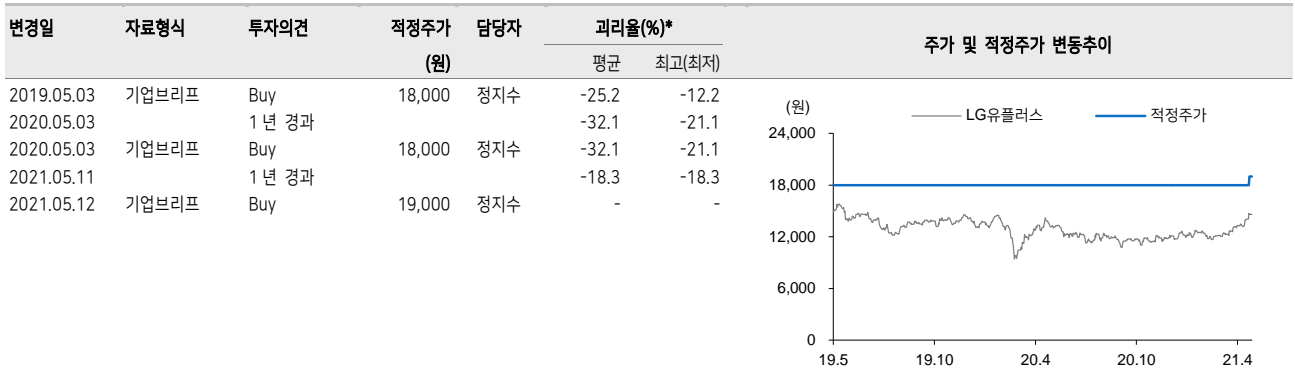 변경일 자료형식 투자의견 적정주가 담당자 괴리율(%)*
(원) 평균 최고(최저)
2019.05.03 기업브리프 Buy 18,000 정지수 -25.2 -12.2
2020.05.03 1년 경과 -32.1 -21.1
2020.05.03 기업브리프 Buy 18,000 정지수 -32.1 -21.1
2021.05.11 1년 경과 -18.3 -18.3
2021.05.12 기업브리프 Buy 19,000 정지수 - -
주가 및 적정주가 변동추이
(원)
LG유플러스 적정주가
24,000
18,000
12,000
6,000
0
19.5 19.10 20.4 20.10 21.4